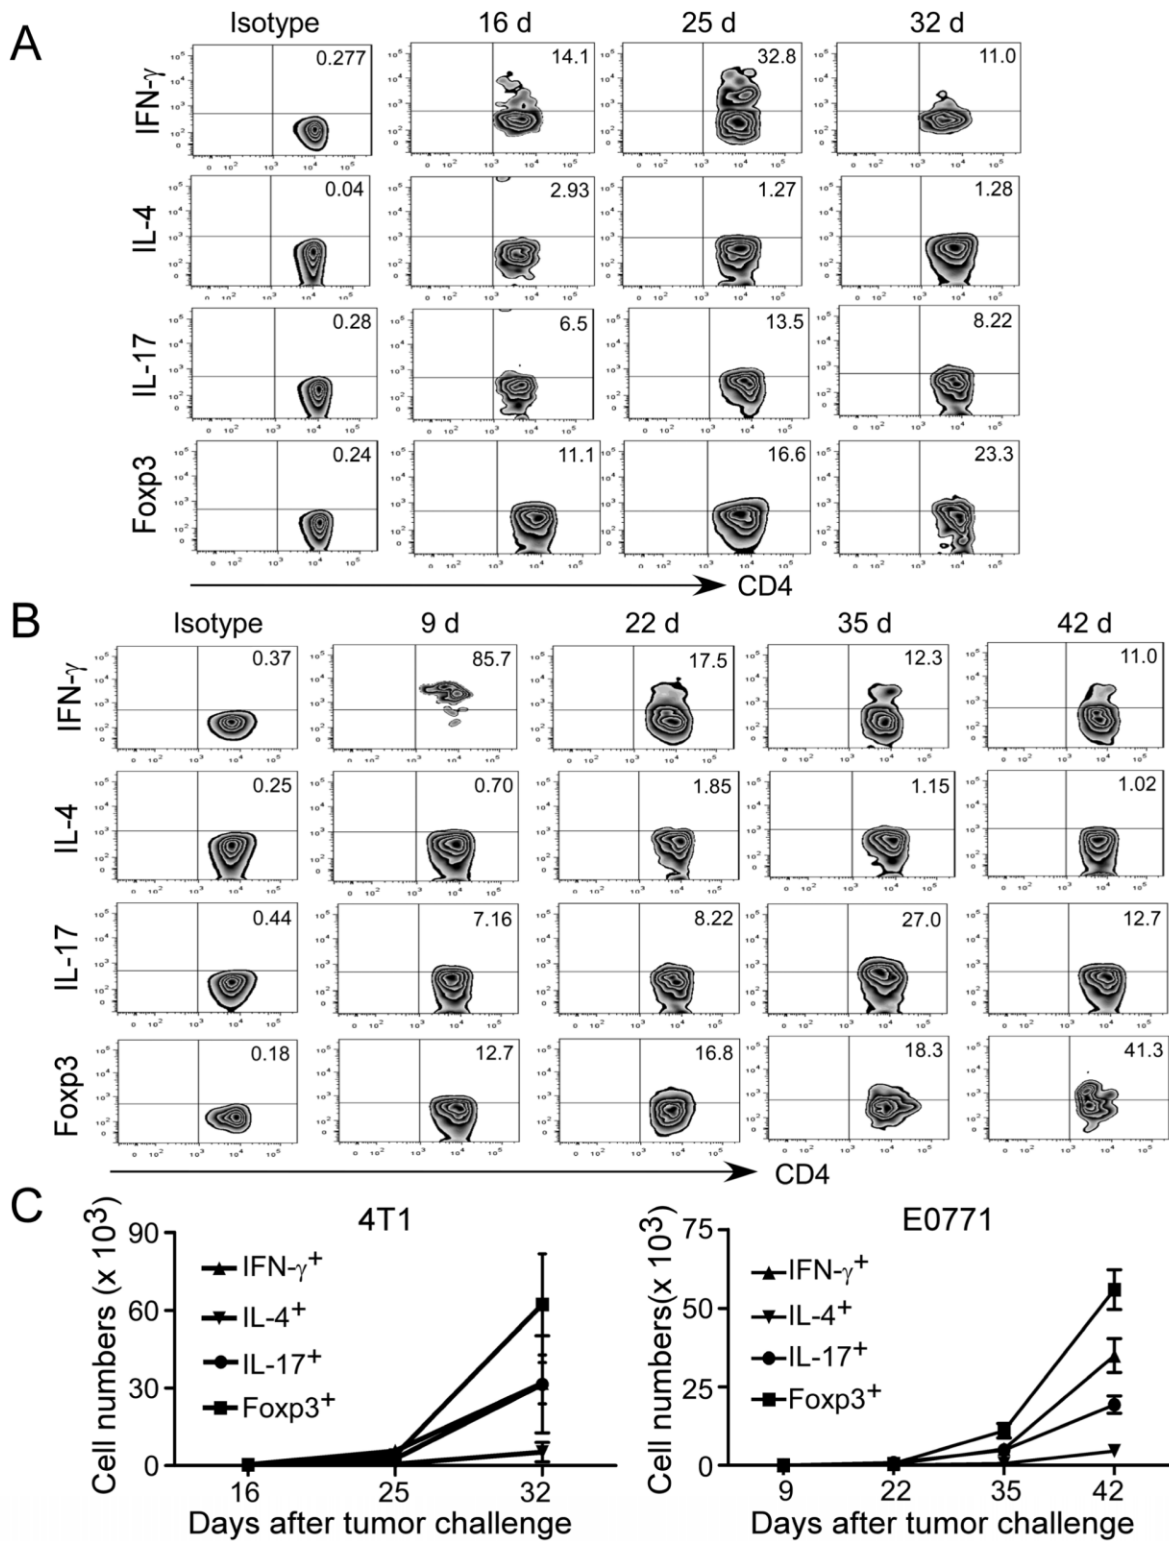 A
Isotype 16 d 25 d 32 d
IFN-γ 0.277 14.1 32.8 11.0
IL-4 0.04 2.93 1.27 1.28
IL-17 0.28 6.5 13.5 8.22
Foxp3 0.24 11.1 16.6 23.3
CD4
B
Isotype 9 d 22 d 35 d 42 d
IFN-γ 0.37 85.7 17.5 12.3 11.0
IL-4 0.25 0.70 1.85 1.15 1.02
IL-17 0.44 7.16 8.22 27.0 12.7
Foxp3 0.18 12.7 16.8 18.3 41.3
CD4
C
4T1
Cell numbers (x 10³)
90
60
30
0
IFN-γ⁺
IL-4⁺
IL-17⁺
Foxp3⁺
16 25 32
Days after tumor challenge
E0771
Cell numbers(x 10³)
75
50
25
0
IFN-γ⁺
IL-4⁺
IL-17⁺
Foxp3⁺
9 22 35 42
Days after tumor challenge